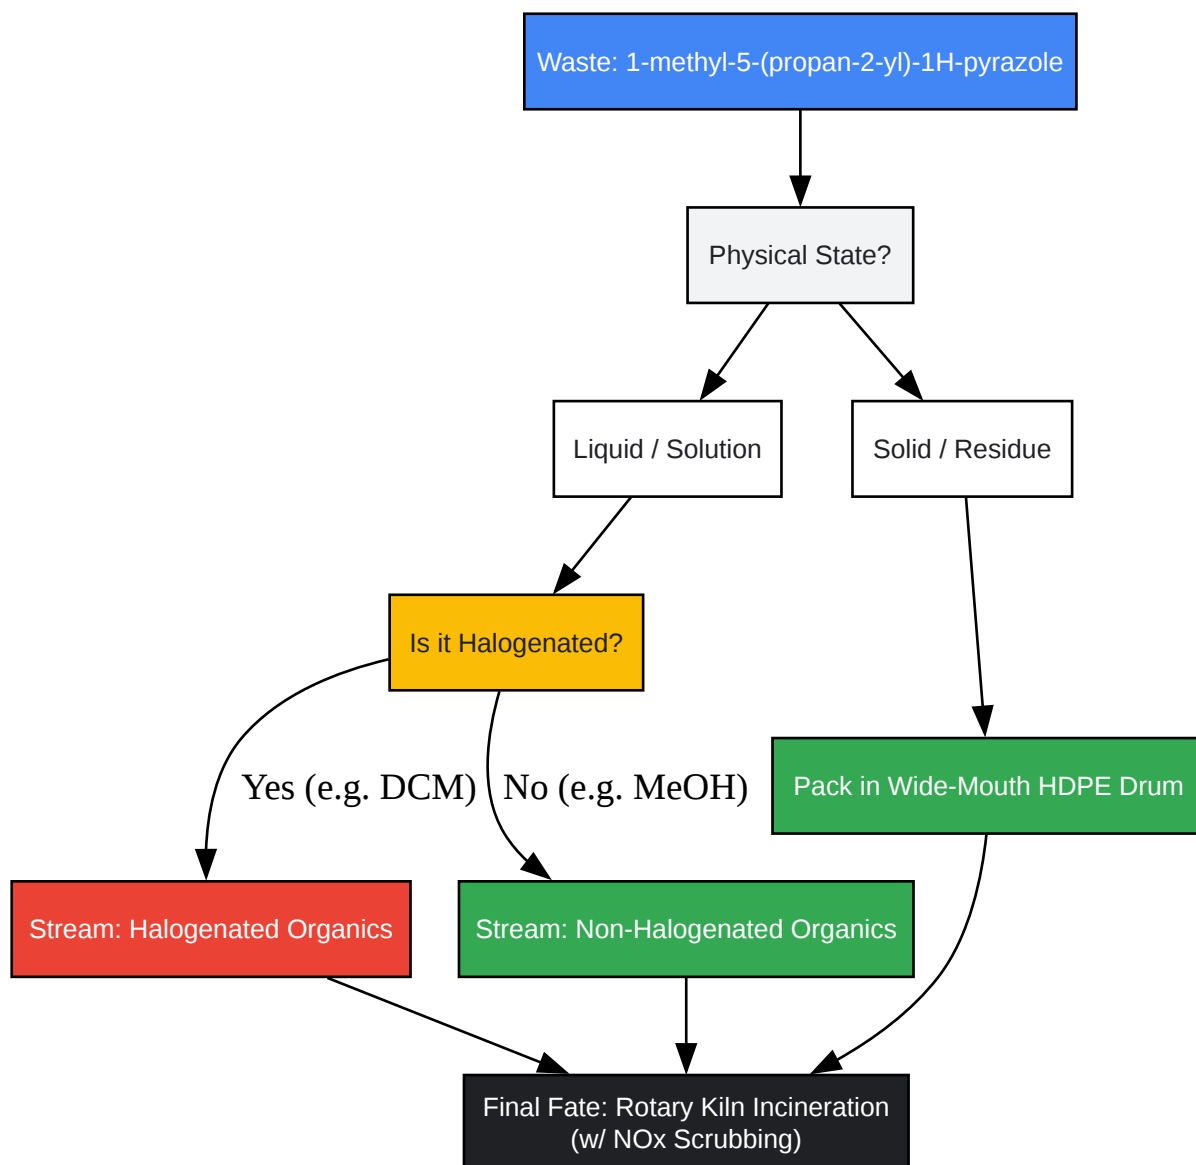 Waste: 1-methyl-5-(propan-2-yl)-1H-pyrazole
Physical State?
Liquid / Solution
Solid / Residue
Is it Halogenated?
Yes (e.g. DCM)
No (e.g. MeOH)
Pack in Wide-Mouth HDPE Drum
Stream: Halogenated Organics
Stream: Non-Halogenated Organics
Final Fate: Rotary Kiln Incineration
(w/ NOx Scrubbing)